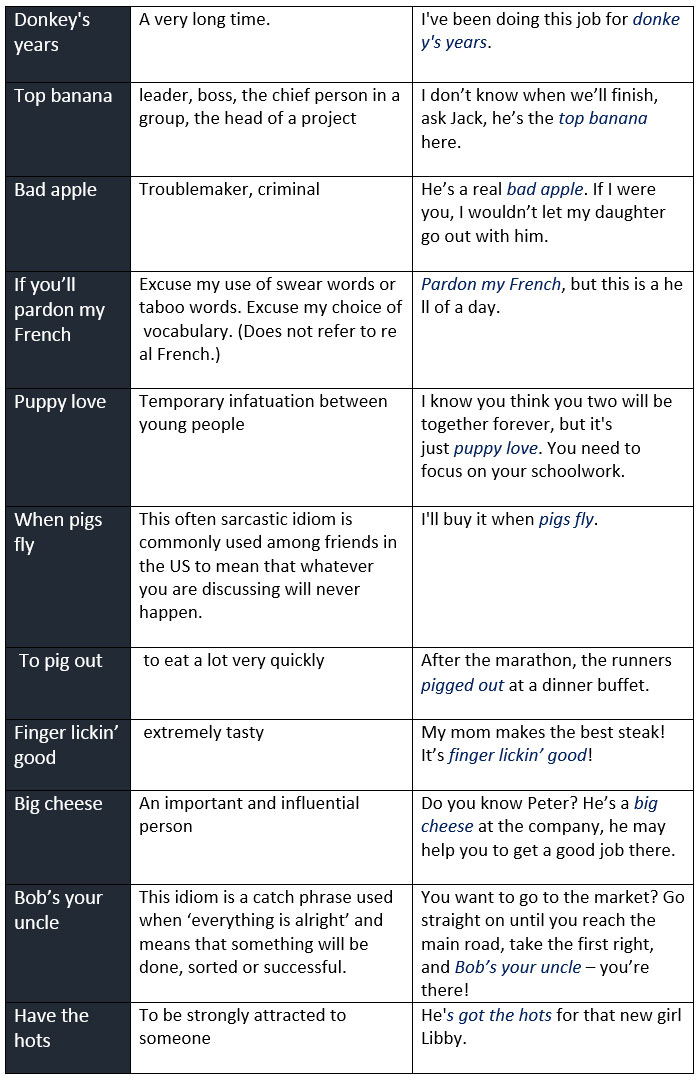 Donkey's
years
A very long time.
I've been doing this job for donke
y's years.
Top banana
leader, boss, the chief person in a
group, the head of a project
I don’t know when we’ll finish,
ask Jack, he’s the top banana
here.
Bad apple
Troublemaker, criminal
He’s a real bad apple. If I were
you, I wouldn’t let my daughter
go out with him.
If you’ll
pardon my
French
Excuse my use of swear words or
taboo words. Excuse my choice of
vocabulary. (Does not refer to re
al French.)
Pardon my French, but this is a he
ll of a day.
Puppy love
Temporary infatuation between
young people
I know you think you two will be
together forever, but it's
just puppy love. You need to
focus on your schoolwork.
When pigs
fly
This often sarcastic idiom is
commonly used among friends in
the US to mean that whatever
you are discussing will never
happen.
I'll buy it when pigs fly.
To pig out
to eat a lot very quickly
After the marathon, the runners
pigged out at a dinner buffet.
Finger lickin’
good
extremely tasty
My mom makes the best steak!
It’s finger lickin’ good!
Big cheese
An important and influential
person
Do you know Peter? He’s a big
cheese at the company, he may
help you to get a good job there.
Bob’s your
uncle
This idiom is a catch phrase used
when ‘everything is alright’ and
means that something will be
done, sorted or successful.
You want to go to the market? Go
straight on until you reach the
main road, take the first right,
and Bob’s your uncle – you’re
there!
Have the
hots
To be strongly attracted to
someone
He's got the hots for that new girl
Libby.